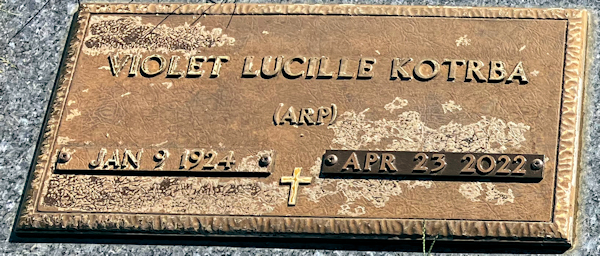 VIOLET LUCILLE KOTRBA
(ARP)
JAN 9 1924 APR 23 2022